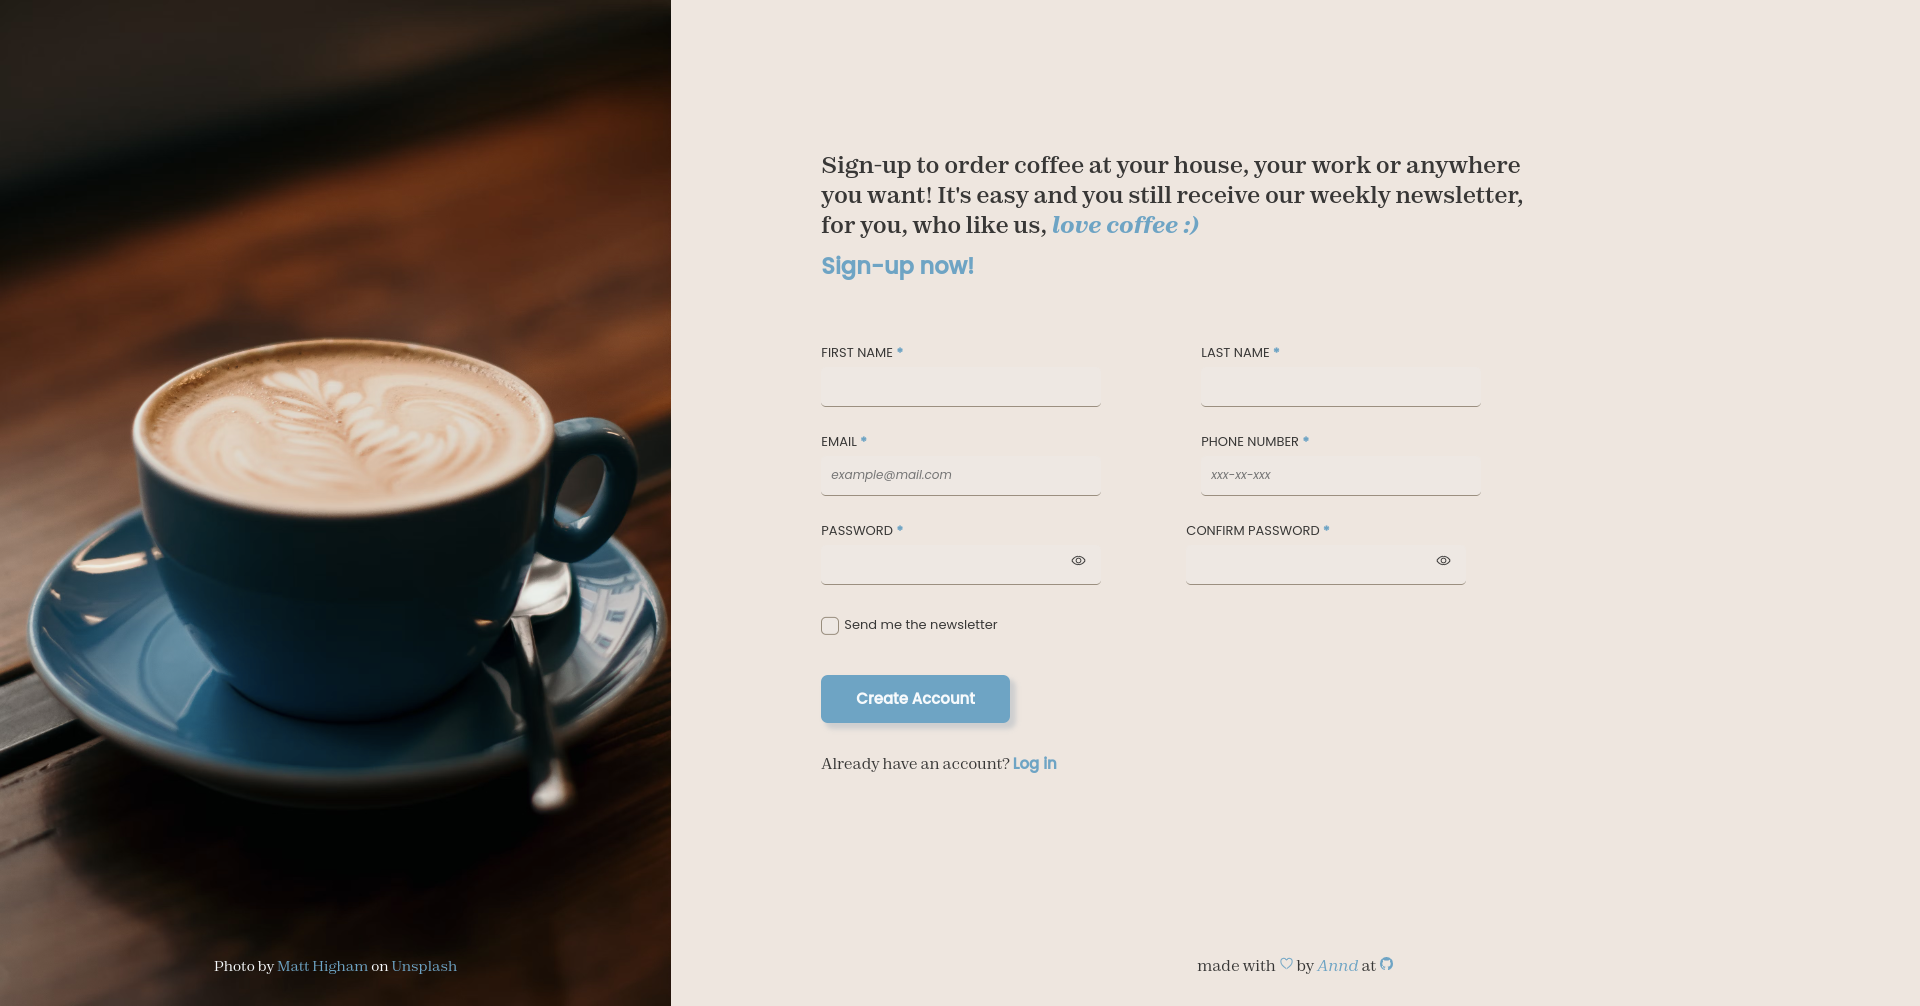 Sign-up to order coffee at your house, your work or anywhere
you want! It's easy and you still receive our weekly newsletter,
for you, who like us, love coffee :)
Sign-up now!
FIRST NAME *
LAST NAME *
EMAIL *
PHONE NUMBER *
example@mail.com
xxx-xx-xxx
PASSWORD *
CONFIRM PASSWORD *
Send me the newsletter
Create Account
Already have an account? Log in
Photo by Matt Higham on Unsplash
made with ♡ by Annd at